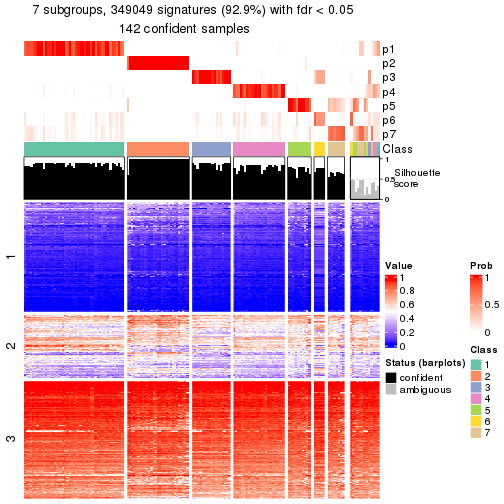 7 subgroups, 349049 signatures (92.9%) with fdr < 0.05
142 confident samples
p1
p2
p3
p4
p5
p6
p7
Class
1
0.5
0
Silhouette
score
1
2
3
Value
1
0.8
0.6
0.4
0.2
0
Prob
1
0.5
0
Status (barplots)
confident
ambiguous
Class
1
2
3
4
5
6
7